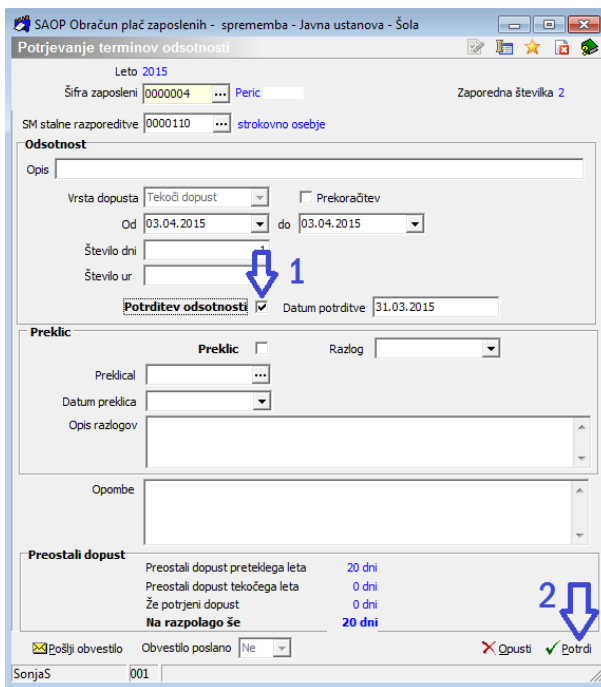 SAOP Obračun plač zaposlenih - sprememba - Javna ustanova - Šola
Potrjevanje terminov odsotnosti
Leto 2015
Šifra zaposleni 0000004 ... Peric Zaporedna številka 2
SM stalne razporeditve 0000110 ... strokovno osebje
Odsotnost
Opis
Vrsta dopusta Tekoči dopust Prekoračitev
Od 03.04.2015 do 03.04.2015
Število dni
Število ur 1
Potrditev odsotnosti Datum potrditve 31.03.2015
Preklic
Preklic Razlog
Preklical ...
Datum preklica
Opis razlogov
Opombe
Preostali dopust
Preostali dopust preteklega leta 20 dni
Preostali dopust tekočega leta 0 dni
Že potrjeni dopust 0 dni
Na razpolago še 20 dni
2
Pošlji obvestilo Obvestilo poslano Ne Opusti Potrdi
SonjaS 001